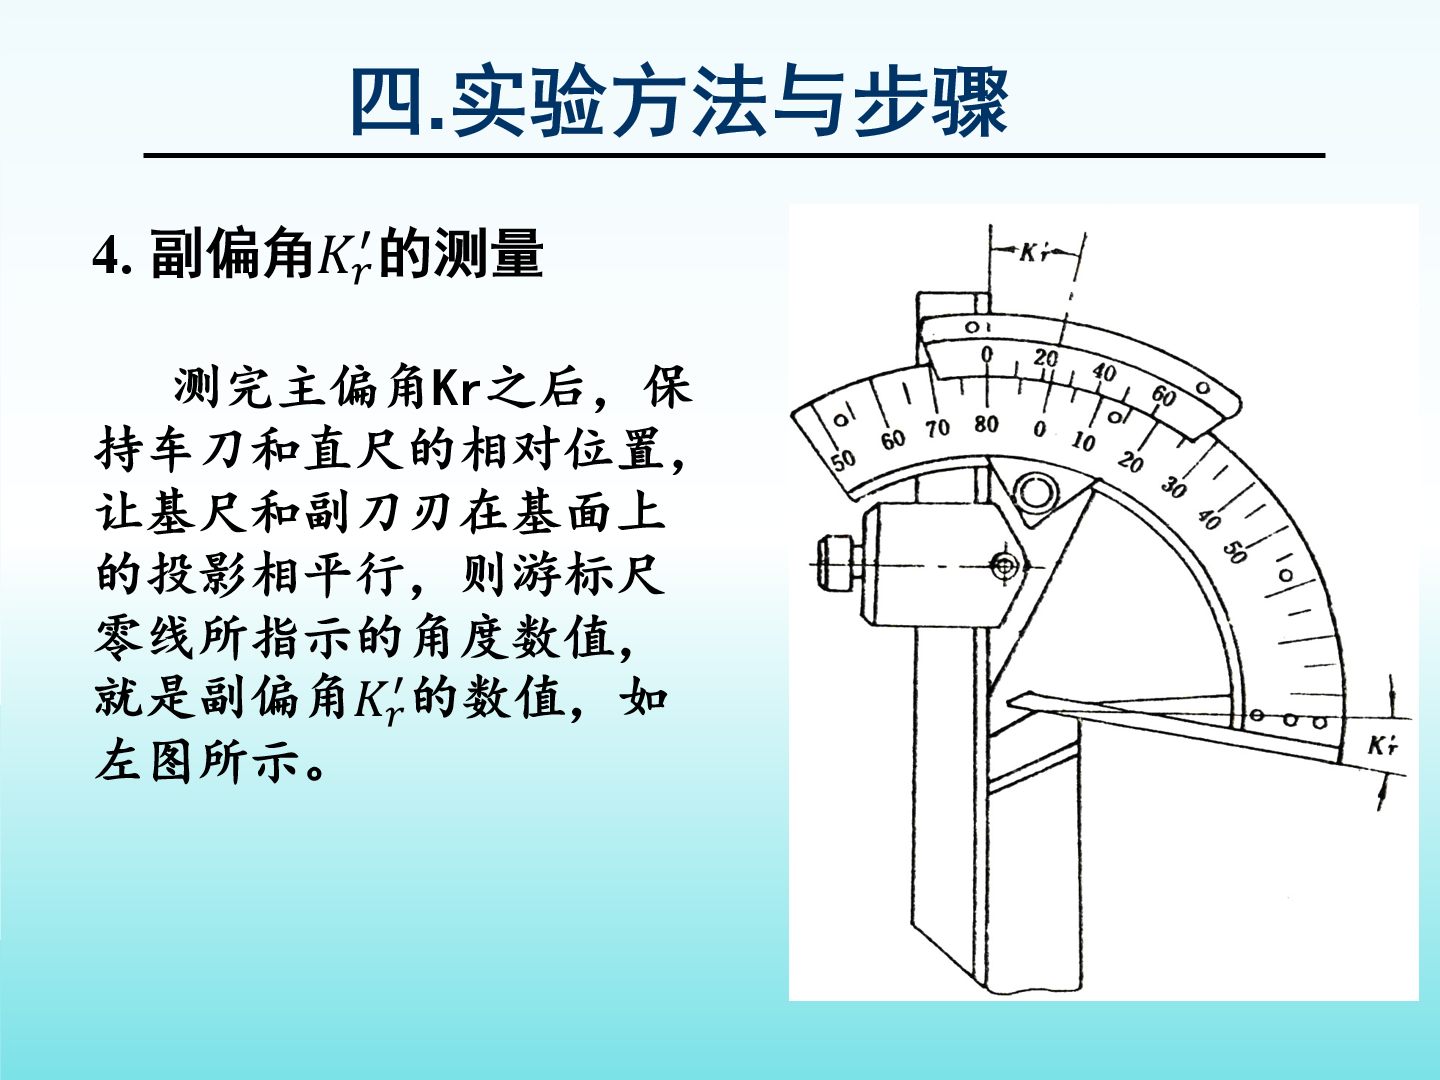 四.实验方法与步骤
4. 副偏角K′r的测量
测完主偏角Kr之后，保
持车刀和直尺的相对位置，
让基尺和副刀刃在基面上
的投影相平行，则游标尺
零线所指示的角度数值，
就是副偏角K′r的数值，如
左图所示。
K′r
0 20 40 60
50 60 70 80 0 10 20 30 40 50
K′r